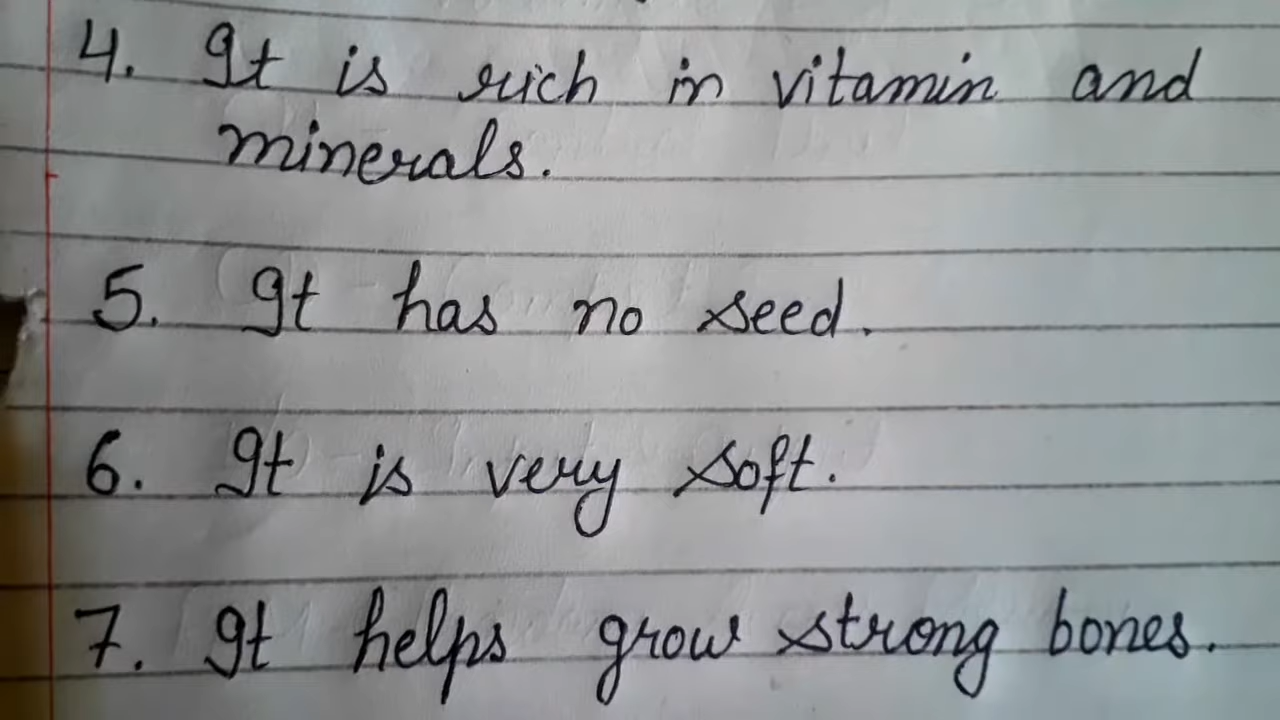 4. It is rich in vitamin and
minerals.
5. It has no seed.
6. It is very soft.
7. It helps grow strong bones.